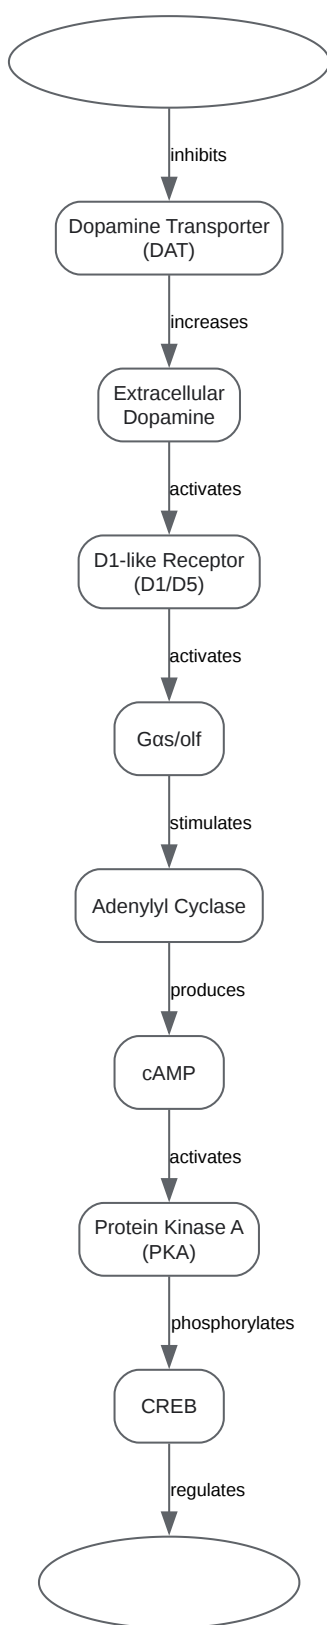 inhibits
Dopamine Transporter
(DAT)
increases
Extracellular
Dopamine
activates
D1-like Receptor
(D1/D5)
activates
Gαs/olf
stimulates
Adenylyl Cyclase
produces
cAMP
activates
Protein Kinase A
(PKA)
phosphorylates
CREB
regulates